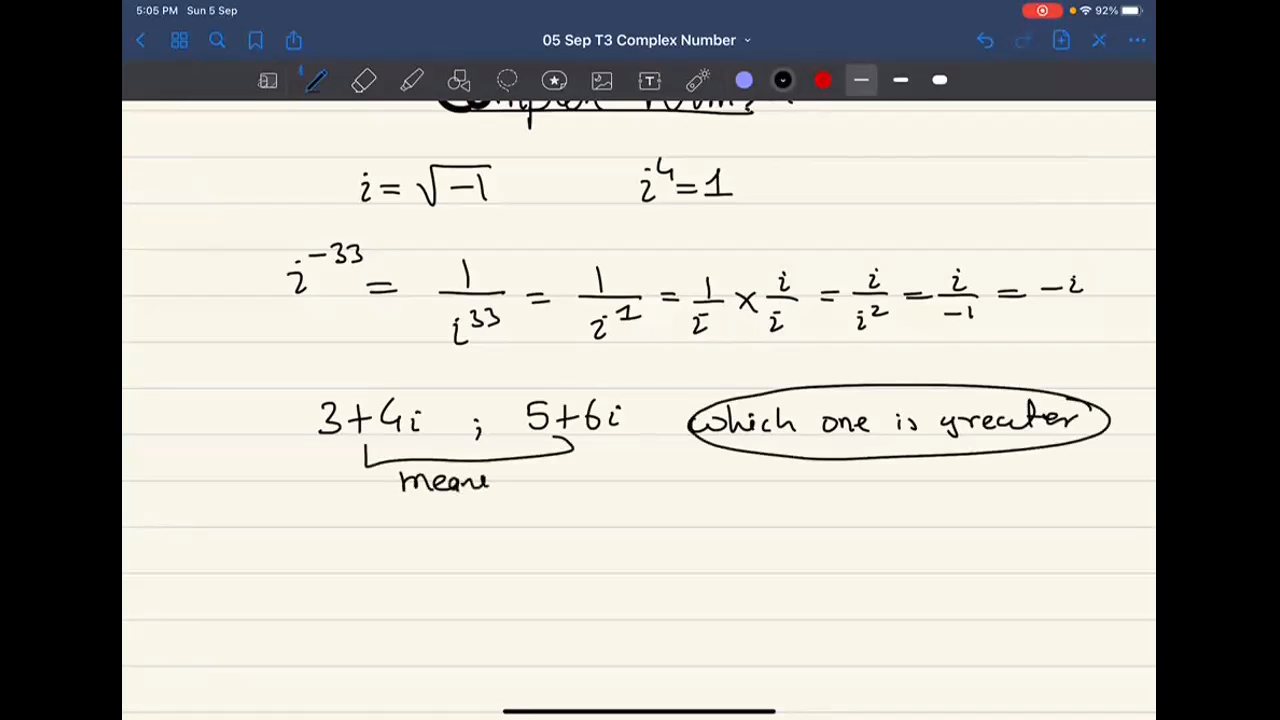 5:05 PM Sun 5 Sep 92%
05 Sep T3 Complex Number
i = √-1 i⁴ = 1
i⁻³³ = 1/i³³ = 1/i¹ = 1/i × i/i = i/i² = i/-1 = -i
3+4i ; 5+6i which one is greater